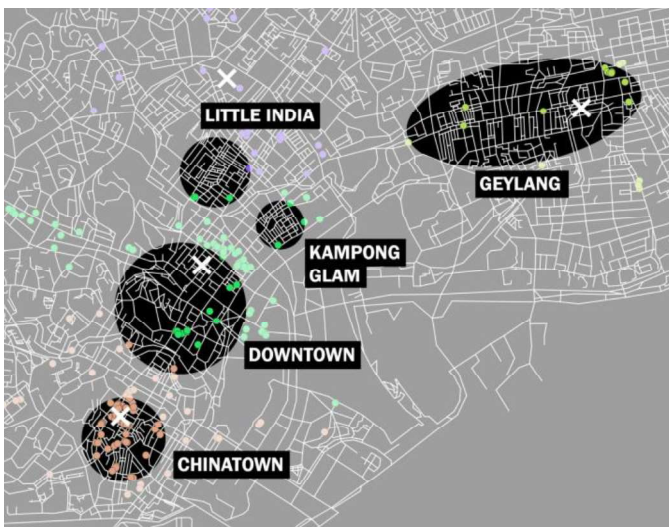 LITTLE INDIA
GEYLANG
KAMPONG
GLAM
DOWNTOWN
CHINATOWN